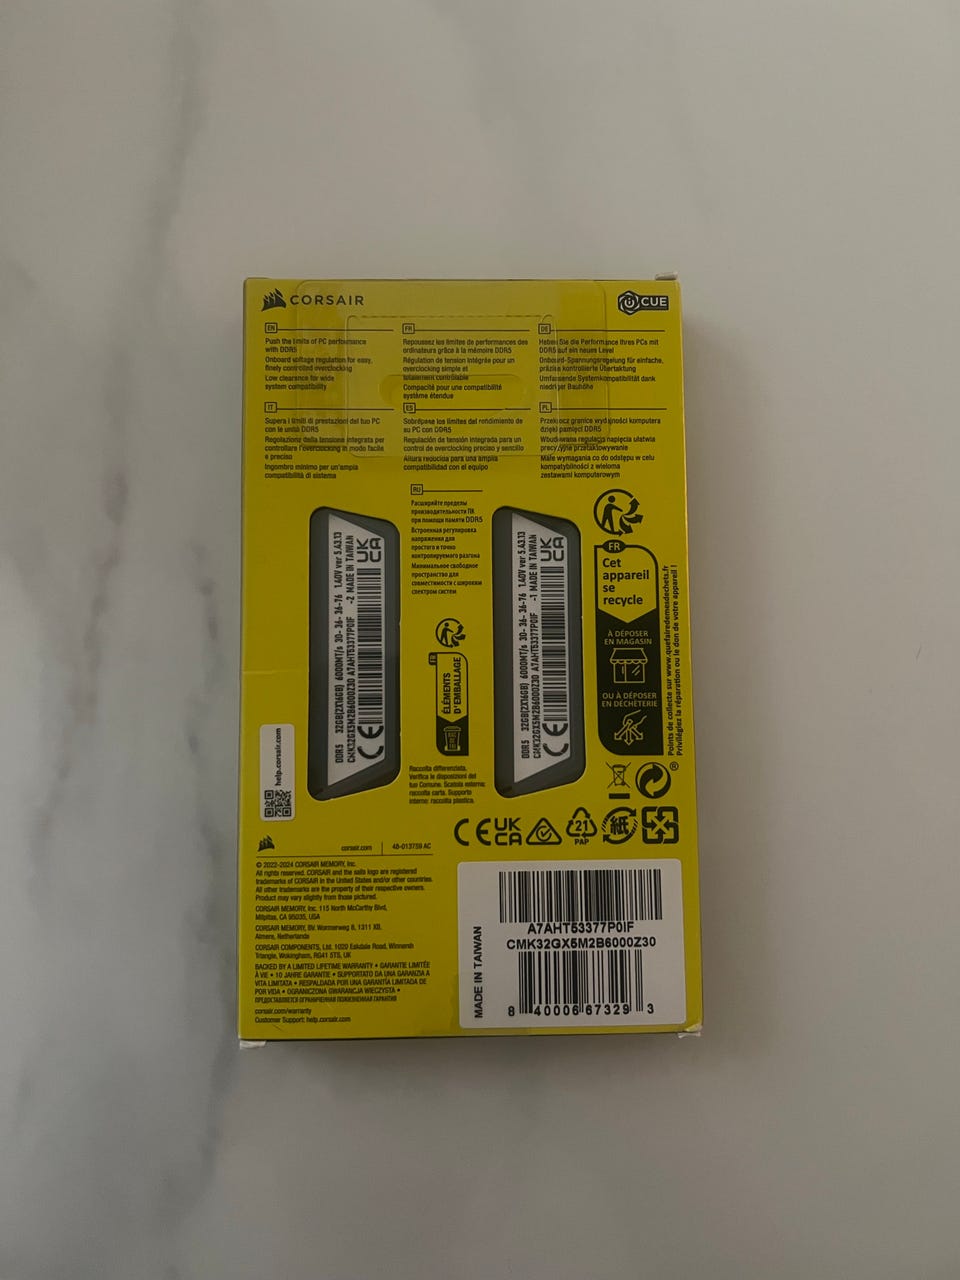 CORSAIR
iCUE
EN
Push the limits of PC performance
with DDR5
Onboard voltage regulation for easy,
finely controlled overclocking
Low clearance for wide
system compatibility
FR
Repoussez les limites de performances des
ordinateurs grâce à la mémoire DDR5
Régulation de tension intégrée pour un
overclocking simple et
totalement contrôlable
Compacité pour une compatibilité
système étendue
DE
Heben Sie die Performance Ihres PCs mit
DDR5 auf ein neues Level
Onboard-Spannungsregelung für einfache,
präzise kontrollierte Übertaktung
Umfassende Systemkompatibilität dank
niedriger Bauhöhe
IT
Supera i limiti di prestazioni del tuo PC
con le unità DDR5
Regolazione della tensione integrata per
controllare l'overclocking in modo facile
e preciso
Ingombro minimo per un'ampia
compatibilità di sistema
ES
Sobrepasa los límites del rendimiento de
su PC con DDR5
Regulación de tensión integrada para un
control de overclocking preciso y sencillo
Altura reducida para una amplia
compatibilidad con el equipo
PL
Przekrocz granice wydajności komputera
dzięki pamięci DDR5
Wbudowana regulacja napięcia ułatwia
precyzyjne przetaktowywanie
Małe wymagania co do odstępu w celu
kompatybilności z wieloma
zestawami komputerowym
RU
Расширяйте пределы
производительности ПК
при помощи памяти DDR5
Встроенная регулировка
напряжения для
простого и точно
контролируемого разгона
Минимальное свободное
пространство для
совместимости с широким
спектром систем
DDR5 32GB(2X16GB) 6000MT/s 30-36-36-76 1.40V ver 5.43.13
CMK32GX5M2B6000Z30 A7AHT53377P0IF -2 MADE IN TAIWAN
CE
UK
CA
DDR5 32GB(2X16GB) 6000MT/s 30-36-36-76 1.40V ver 5.43.13
CMK32GX5M2B6000Z30 A7AHT53377P0IF -1 MADE IN TAIWAN
CE
UK
CA
FR
ÉLÉMENTS
D'EMBALLAGE
FR
Cet
appareil
se
recycle
À DÉPOSER
EN MAGASIN
OU À DÉPOSER
EN DÉCHÈTERIE
Points de collecte sur www.quefairedemesdechets.fr
Privilégiez la réparation ou le don de votre appareil !
help.corsair.com
Raccolta differenziata.
Verifica le disposizioni del
tuo Comune. Scatola esterna:
raccolta carta. Supporto
interno: raccolta plastica.
®
CE
UK
CA
21
PAP
紙
corsair.com
48-013759 AC
© 2022-2024 CORSAIR MEMORY, Inc.
All rights reserved. CORSAIR and the sails logo are registered
trademarks of CORSAIR in the United States and/or other countries.
All other trademarks are the property of their respective owners.
Product may vary slightly from those pictured.
CORSAIR MEMORY, Inc. 115 North McCarthy Blvd,
Milpitas, CA 95035, USA
CORSAIR MEMORY, BV. Wormerweg 8, 1311 XB.
Almere, Netherlands
CORSAIR COMPONENTS, Ltd. 1020 Eskdale Road, Winnersh
Triangle, Wokingham, RG41 5TS, UK
BACKED BY A LIMITED LIFETIME WARRANTY • GARANTIE LIMITÉE
À VIE • 10 JAHRE GARANTIE • SUPPORTATO DA UNA GARANZIA A
VITA LIMITATA • RESPALDADA POR UNA GARANTÍA LIMITADA DE
POR VIDA • OGRANICZONA GWARANCJA WIECZYSTA •
ПРЕДОСТАВЛЯЕТСЯ ОГРАНИЧЕННАЯ ПОЖИЗНЕННАЯ ГАРАНТИЯ
corsair.com/warranty
Customer Support: help.corsair.com
MADE IN TAIWAN
A7AHT53377P0IF
CMK32GX5M2B6000Z30
8 40006 67329 3